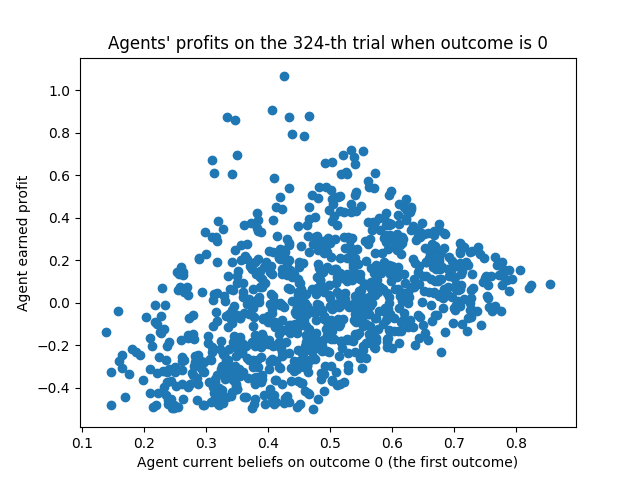 Agents' profits on the 324-th trial when outcome is 0
1.0
0.8
0.6
0.4
0.2
0.0
−0.2
−0.4
Agent earned profit
0.1 0.2 0.3 0.4 0.5 0.6 0.7 0.8
Agent current beliefs on outcome 0 (the first outcome)